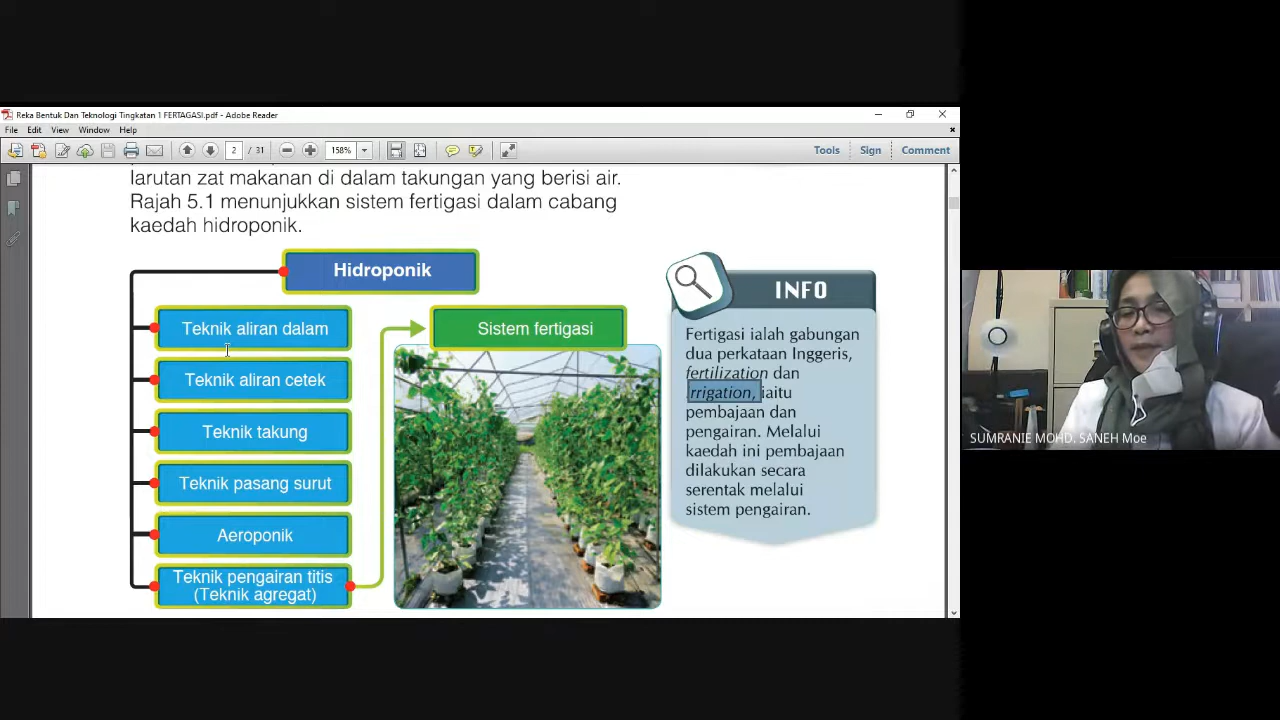 Reka Bentuk Dan Teknologi Tingkatan 1 FERTAGASI.pdf - Adobe Reader
File Edit View Window Help
2 / 31 158% Tools Sign Comment
larutan zat makanan di dalam takungan yang berisi air.
Rajah 5.1 menunjukkan sistem fertigasi dalam cabang
kaedah hidroponik.
Hidroponik
Teknik aliran dalam
Teknik aliran cetek
Teknik takung
Teknik pasang surut
Aeroponik
Teknik pengairan titis
(Teknik agregat)
Sistem fertigasi
INFO
Fertigasi ialah gabungan
dua perkataan Inggeris,
fertilization dan
irrigation, iaitu
pembajaan dan
pengairan. Melalui
kaedah ini pembajaan
dilakukan secara
serentak melalui
sistem pengairan.
SUMRANIE MOHD. SANEH Moe